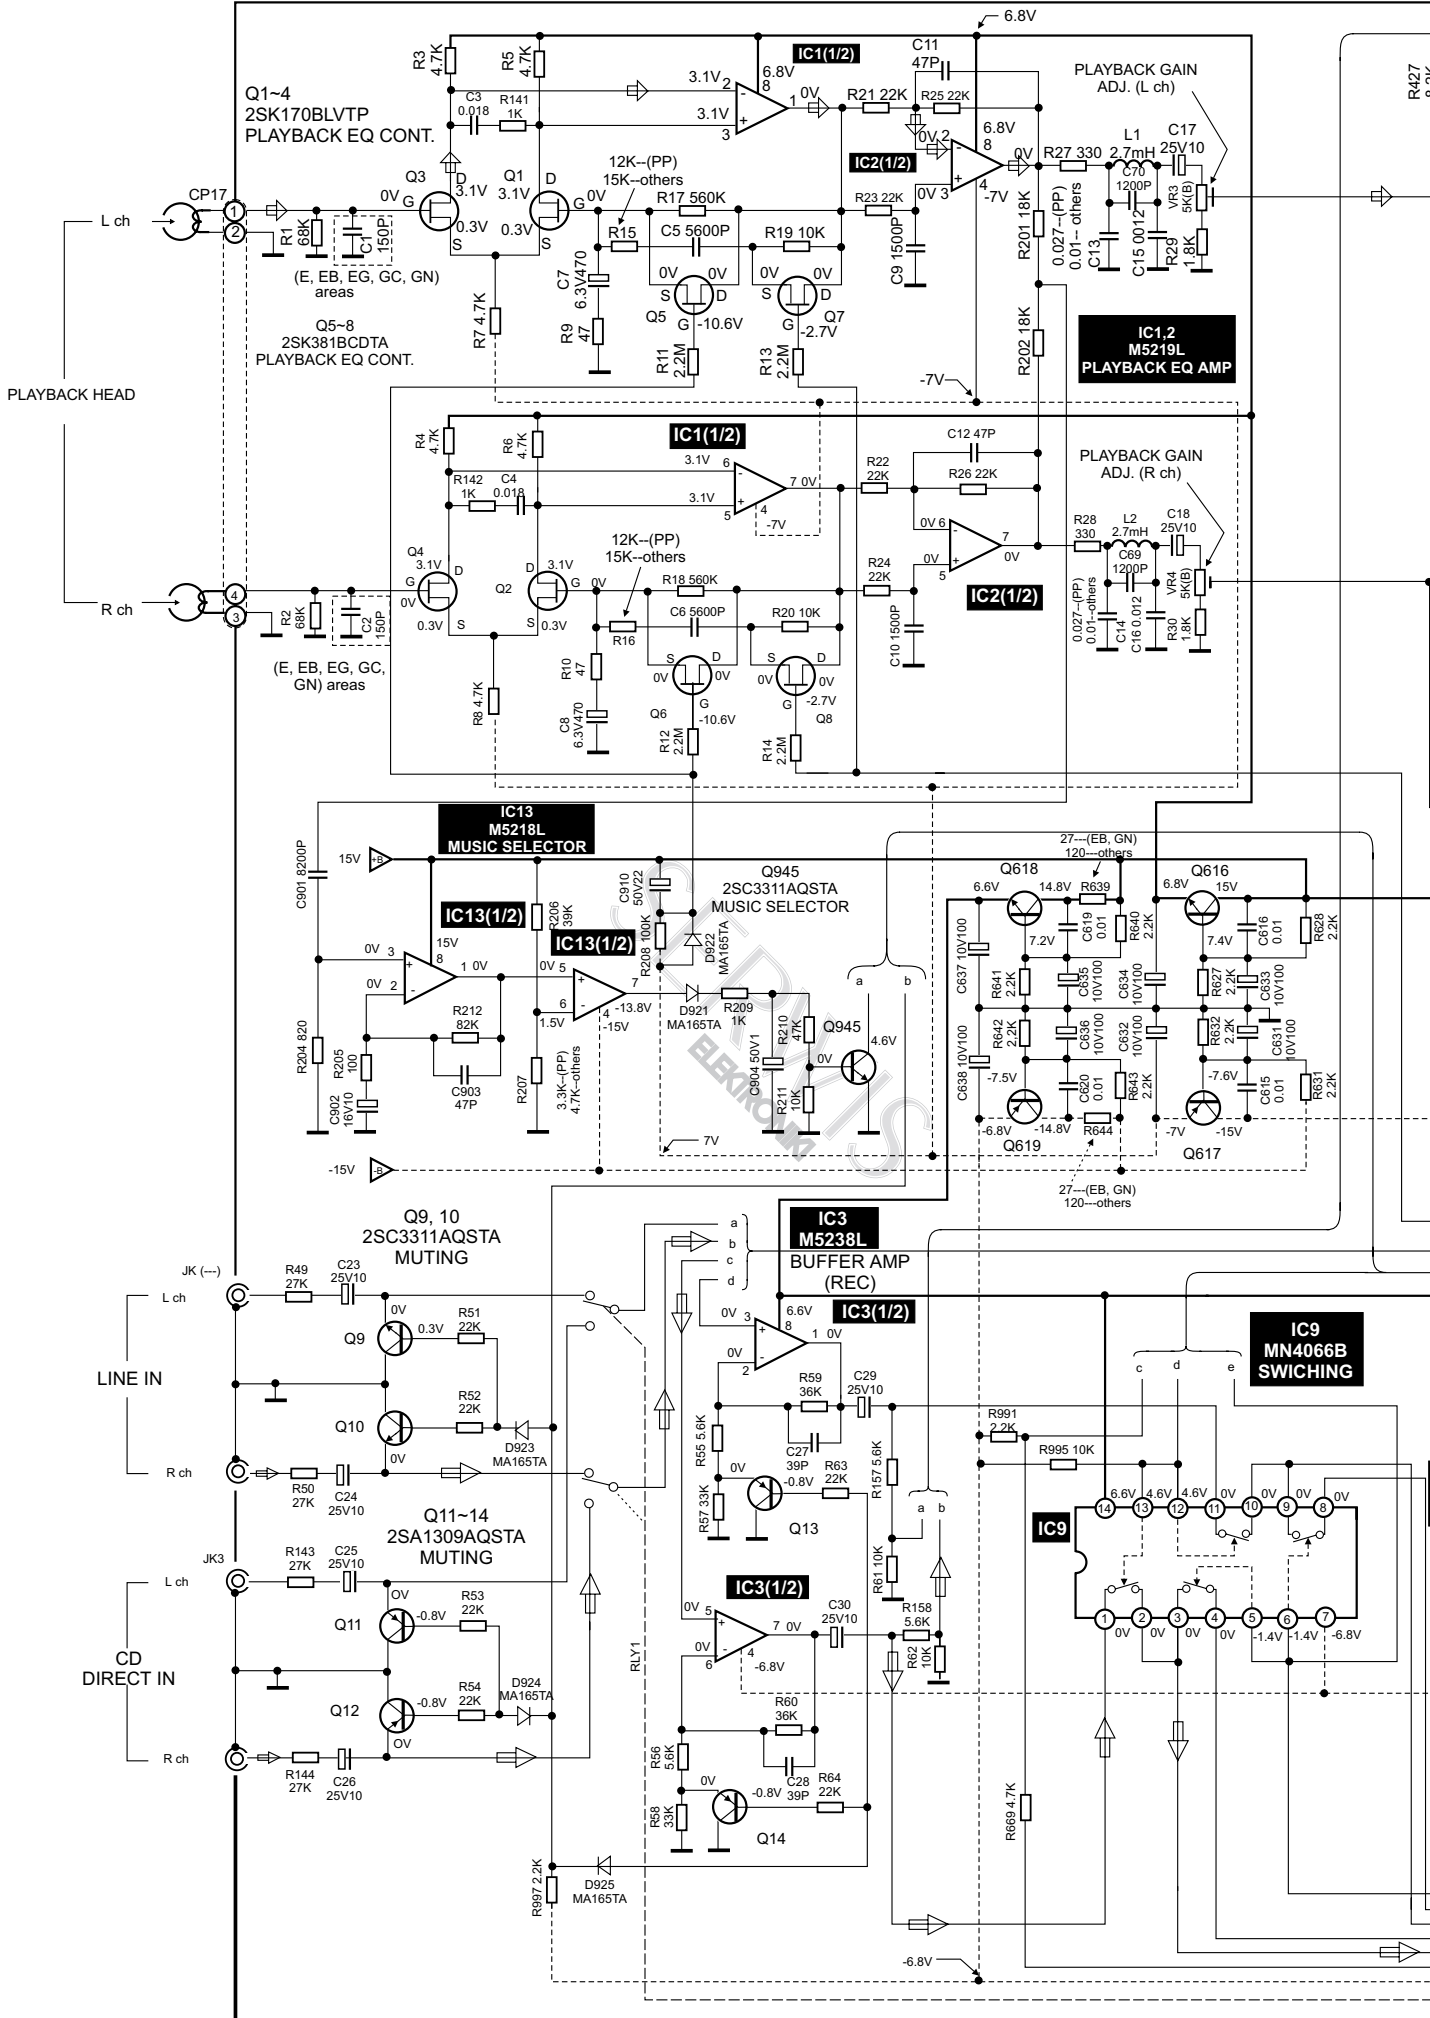 6.8V
R3
4.7K
R5
4.7K
IC1(1/2)
C11
47P
PLAYBACK GAIN
ADJ. (L ch)
R427
Q1~4
2SK170BLVTP
PLAYBACK EQ CONT.
C3
0.018
R141
1K
3.1V 2
3.1V
3
-
+
6.8V
8
1 0V
R21 22K
R25 22K
0V 2
6.8V
8
IC2(1/2)
0V 3
-
+
4
-7V
0V
R27 330
L1
2.7mH
C17
25V10
C70
1200P
VR3
5K(B)
12K--(PP)
15K--others
CP17
L ch
1
2
Q3
0V
G
D
3.1V
0.3V
S
Q1
3.1V
D
0V
G
0.3V
S
R17 560K
R15
C5 5600P
R19 10K
R23 22K
C9 1500P
R201 18K
0.027--(PP)
0.01-- others
C13
C15 0012
R29
1.8K
R1
68K
C1
150P
(E, EB, EG, GC, GN)
areas
C7
6.3V470
0V
0V
S
D
0V
0V
S
D
Q5
G
-10.6V
Q7
G
-2.7V
R7 4.7K
R9
47
R11
2.2M
R13
2.2M
R202 18K
Q5~8
2SK381BCDTA
PLAYBACK EQ CONT.
IC1,2
M5219L
PLAYBACK EQ AMP
PLAYBACK HEAD
-7V
R4
4.7K
R6
4.7K
IC1(1/2)
C12 47P
R22
22K
R26 22K
PLAYBACK GAIN
ADJ. (R ch)
R142
1K
C4
0.018
3.1V 6
3.1V
5
-
+
7 0V
4
-7V
0V 6
0V
5
-
+
7
0V
IC2(1/2)
R28
330
L2
2.7mH
C18
25V10
C69
1200P
VR4
5K(B)
12K--(PP)
15K--others
Q4
3.1V
G
0V
D
0.3V
S
Q2
D
3.1V
G
0V
S
0.3V
R18 560K
C6 5600P
R16
R20 10K
R24
22K
C10 1500P
0.027--(PP)
0.01--others
C14
C16 0.012
R30
1.8K
4
3
R ch
R2
68K
C2
150P
(E, EB, EG, GC,
GN) areas
R10
47
C8
6.3V470
S
0V
D
0V
S
0V
D
0V
G
Q6
-10.6V
G
-2.7V
Q8
R8 4.7K
R12
2.2M
R14
2.2M
IC13
M5218L
MUSIC SELECTOR
15V
+B
C901 8200P
IC13(1/2)
R206
39K
IC13(1/2)
C910
50V22
Q945
2SC3311AQSTA
MUSIC SELECTOR
R208 100K
D922
MA165TA
0V 3
0V 2
+
-
15V
8
1 0V
0V 5
6
1.5V
+
-
7
-13.8V
4
-15V
D921
MA165TA
R209
1K
R210
47K
C904 50V1
R211
10K
Q945
0V
4.6V
a
b
R212
82K
C903
47P
R204 820
R205
100
C902
16V10
R207
3.3K--(PP)
4.7K--others
-15V
-B
7V
27---(EB, GN)
120---others
Q618
6.6V
14.8V
R639
7.2V
C619
0.01
R640
2.2K
C637 10V100
R641
2.2K
C635
10V100
C634
10V100
R642
2.2K
C636
10V100
C632
10V100
C638 10V100
-7.5V
C620
0.01
R643
2.2K
-6.8V
Q619
-14.8V
R644
27---(EB, GN)
120---others
Q616
6.8V
15V
7.4V
C616
0.01
R628
2.2K
R627
2.2K
C633
10V100
R632
2.2K
C631
10V100
-7.6V
C615
0.01
R631
2.2K
-7V
-15V
Q617
SERWIS
ELEKTRONIKI
Q9, 10
2SC3311AQSTA
MUTING
JK (---)
L ch
R49
27K
C23
25V10
0V
Q9
0.3V
R51
22K
LINE IN
Q10
R52
22K
0V
D923
MA165TA
R ch
R50
27K
C24
25V10
Q11~14
2SA1309AQSTA
MUTING
JK3
L ch
R143
27K
C25
25V10
OV
Q11
-0.8V
R53
22K
CD
DIRECT IN
Q12
-0.8V
R54
22K
OV
D924
MA165TA
R ch
R144
27K
C26
25V10
RLY1
R997 2.2K
D925
MA165TA
a
b
c
d
IC3
M5238L
BUFFER AMP
(REC)
IC3(1/2)
0V 3
0V
2
+
-
6.6V
8
1 0V
R59
36K
C29
25V10
C27
39P
R55 5.6K
R57 33K
0V
-0.8V
Q13
R63
22K
R157 5.6K
R61 10K
a
b
IC3(1/2)
0V 5
0V
6
+
-
7 0V
4
-6.8V
C30
25V10
R158
5.6K
R62
10K
R60
36K
C28
39P
R56
5.6K
R58
33K
0V
-0.8V
Q14
R64
22K
IC9
MN4066B
SWICHING
c
d
e
R991
2.2K
R995 10K
IC9
14
13
12
11
10
9
8
6.6V
4.6V
4.6V
0V
0V
0V
0V
1
2
3
4
5
6
7
0V
0V
0V
0V
-1.4V
-1.4V
-6.8V
R669 4.7K
-6.8V